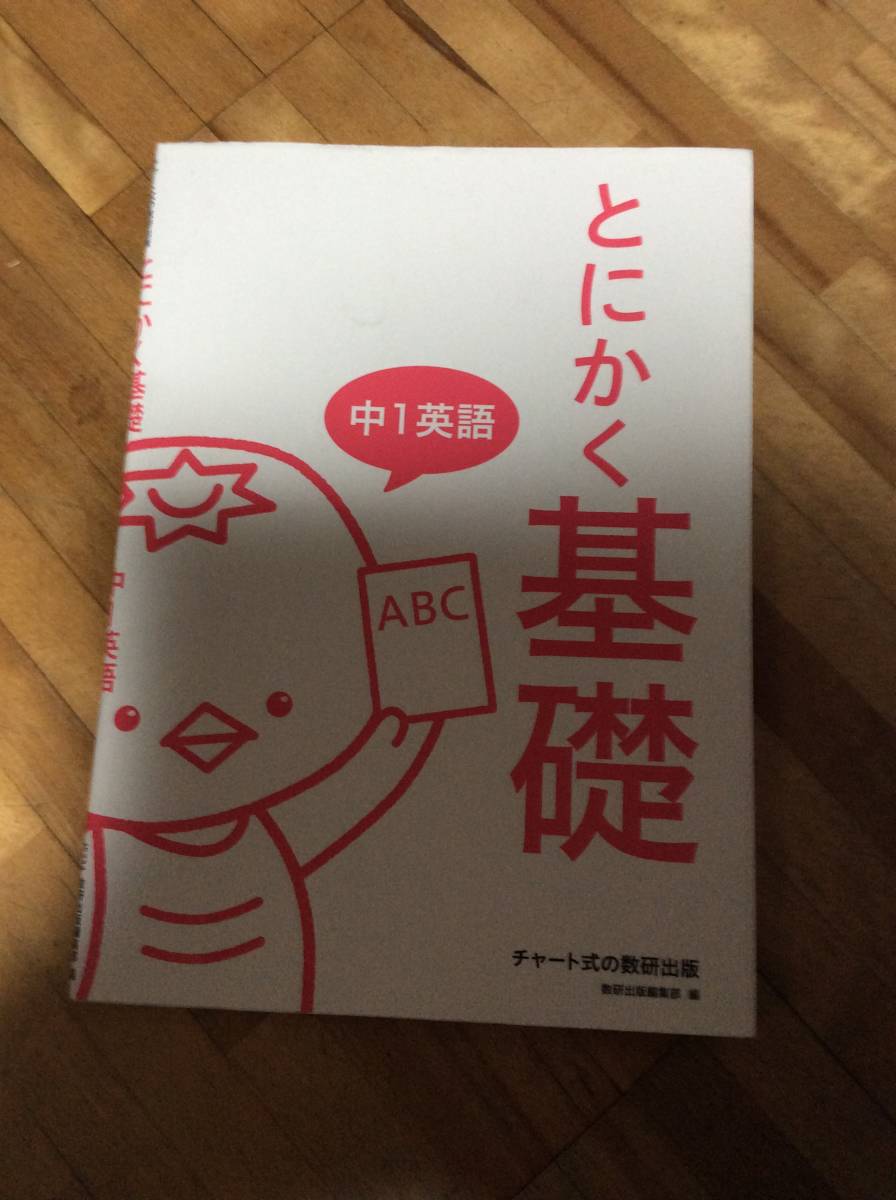 とにかく
基礎
中1英語
ABC
チャート式の数研出版
数研出版編集部 編